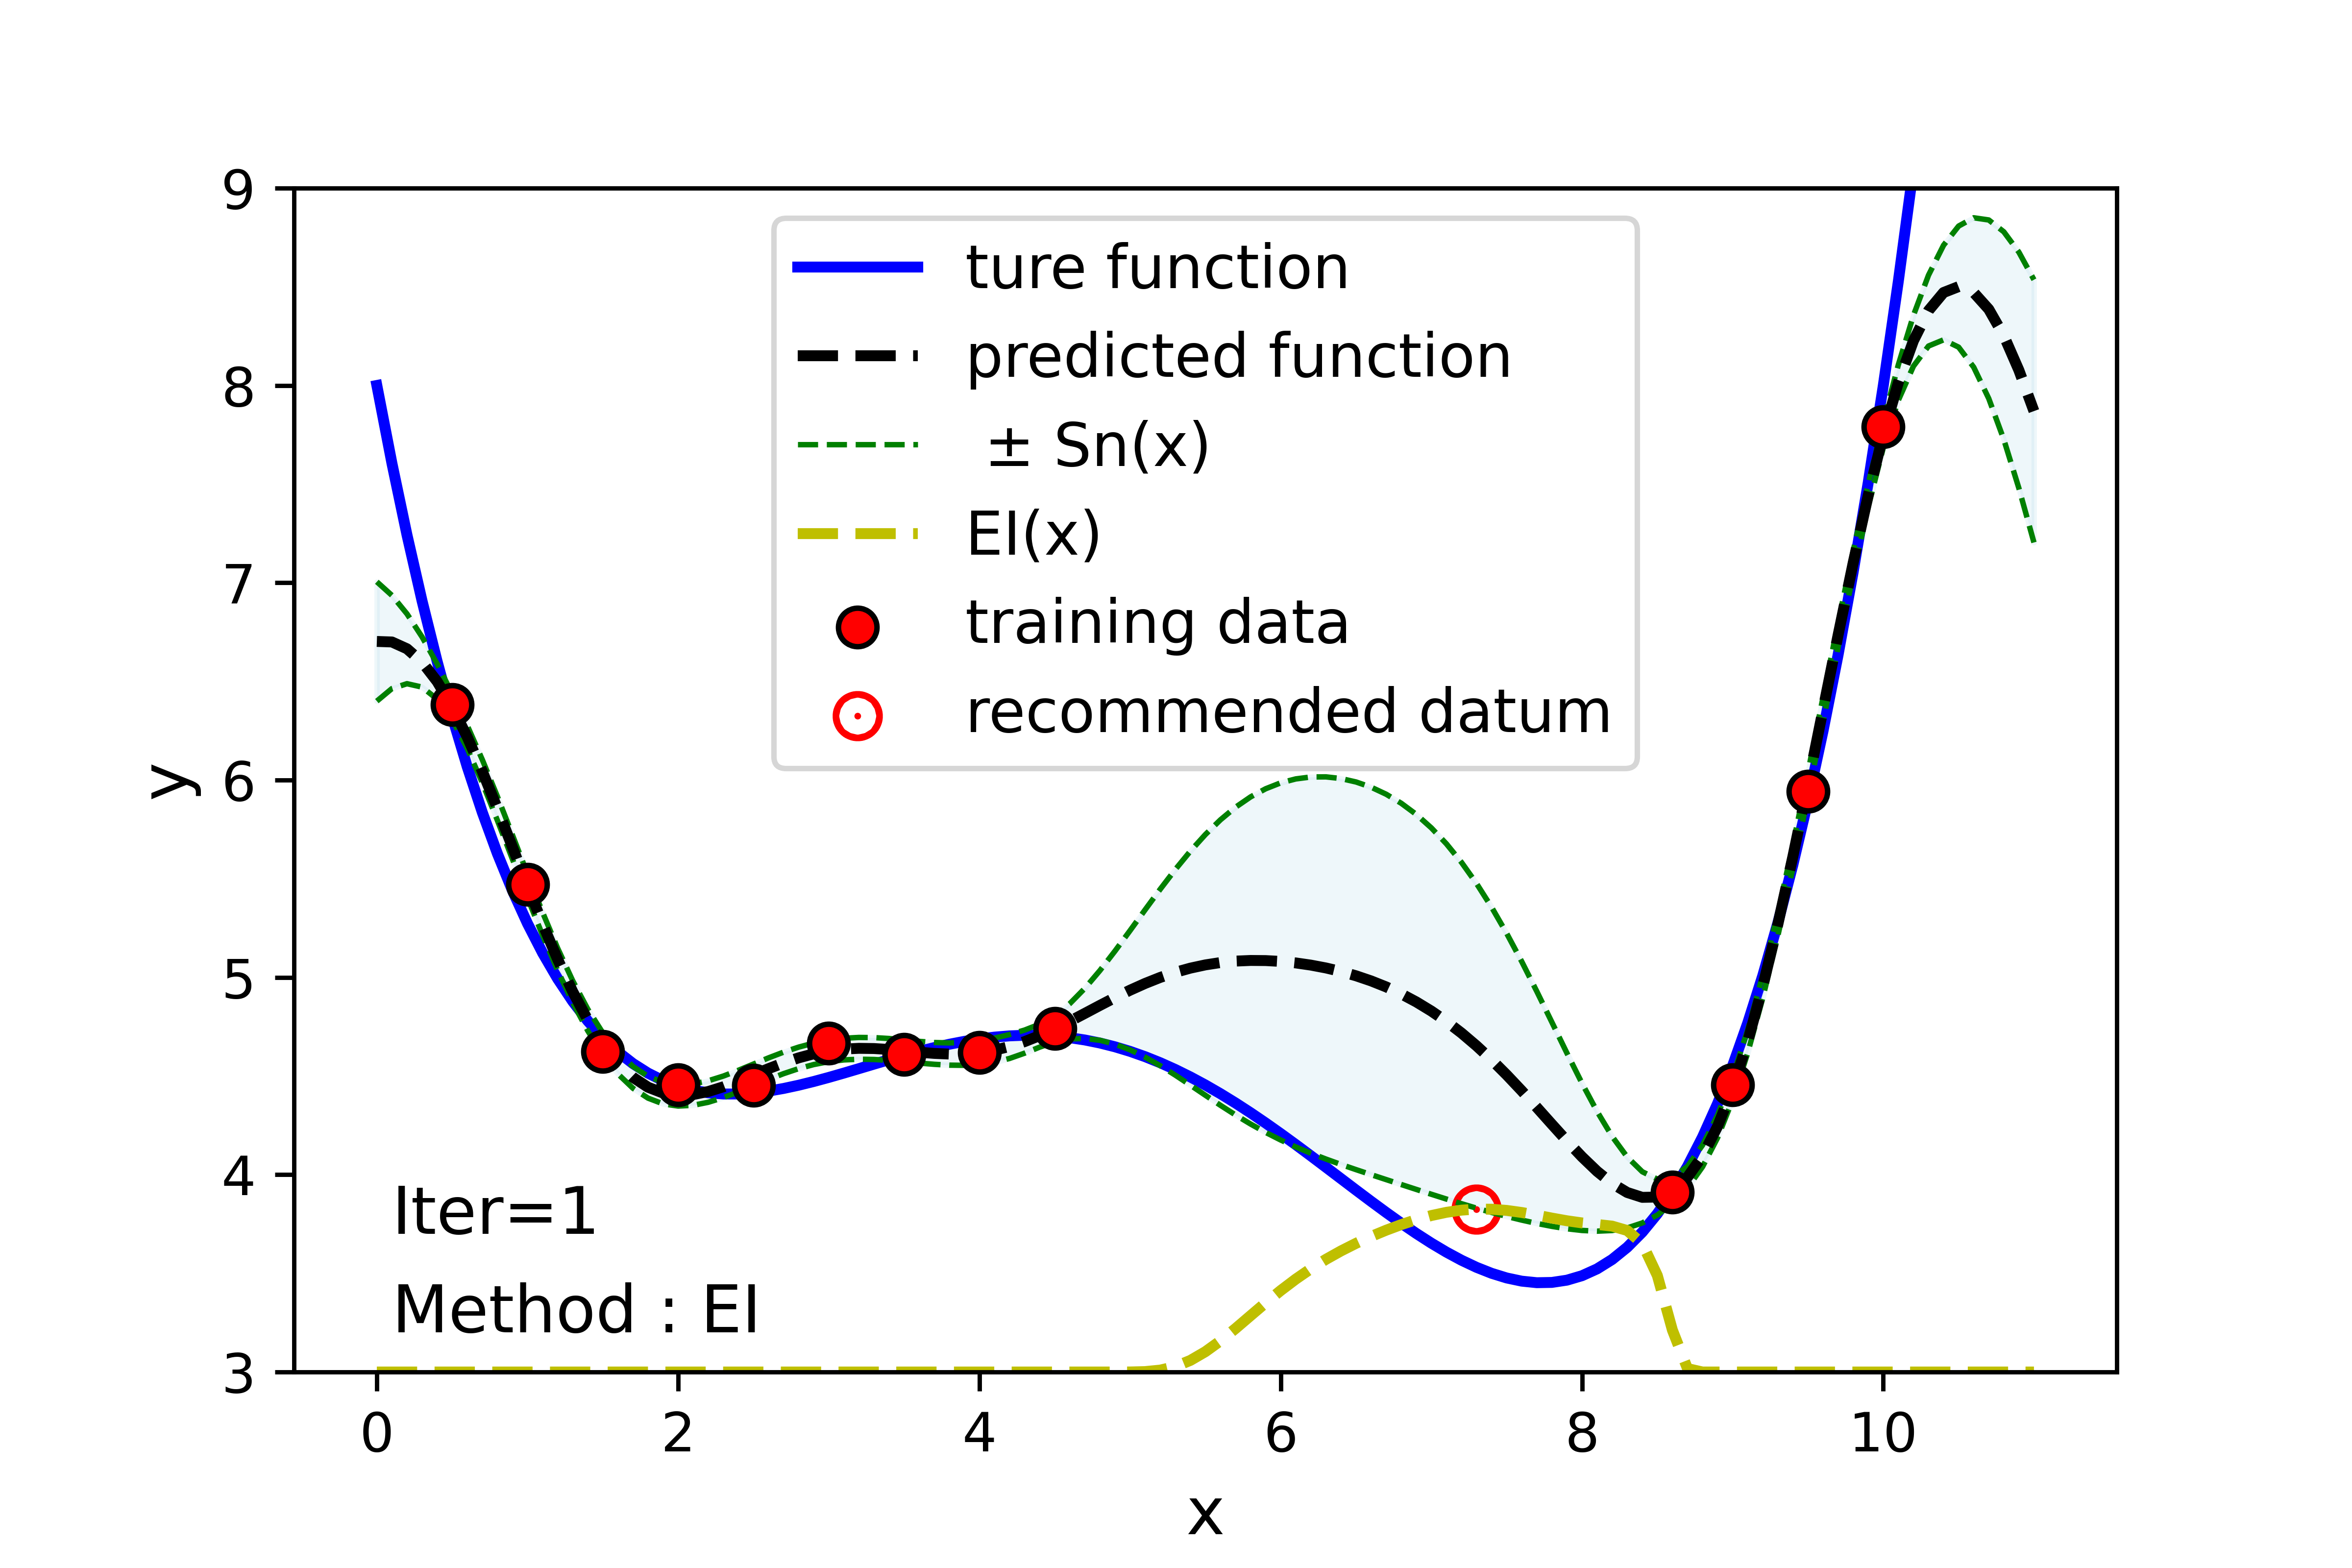 9
8
7
6
5
4
3
y
ture function
predicted function
± Sn(x)
EI(x)
training data
recommended datum
Iter=1
Method : EI
0 2 4 6 8 10
x